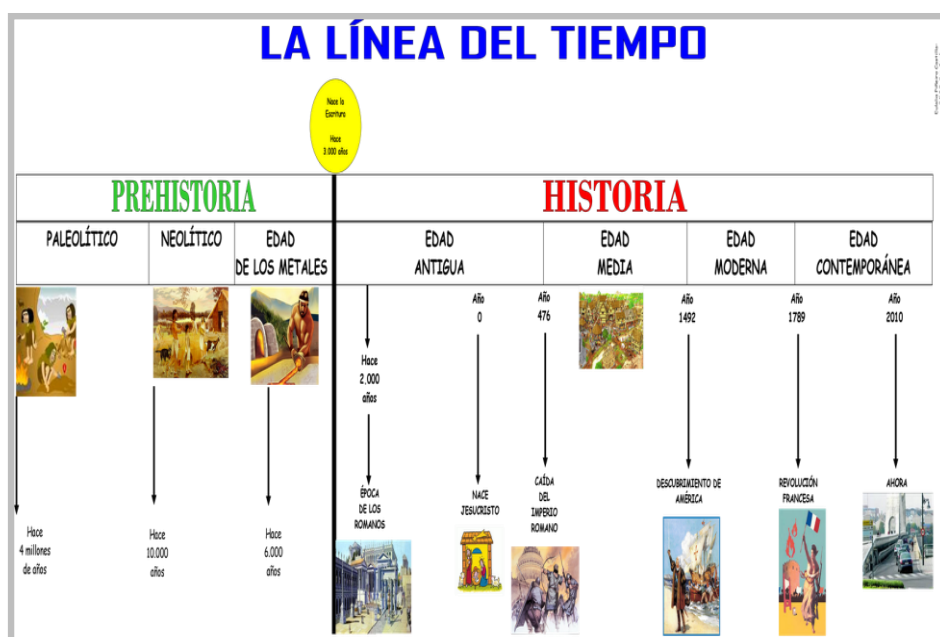 LA LÍNEA DEL TIEMPO
Nace la
Escritura
Hace
3.000 años
PREHISTORIA
HISTORIA
PALEOLÍTICO
NEOLÍTICO
EDAD
DE LOS METALES
EDAD
ANTIGUA
EDAD
MEDIA
EDAD
MODERNA
EDAD
CONTEMPORÁNEA
Hace
2.000
años
Año
0
Año
476
Año
1492
Año
1789
Año
2010
Hace
4 millones
de años
Hace
10.000
años
Hace
6.000
años
ÉPOCA
DE LOS
ROMANOS
NACE
JESUCRISTO
CAÍDA
DEL
IMPERIO
ROMANO
DESCUBRIMIENTO DE
AMÉRICA
REVOLUCIÓN
FRANCESA
AHORA